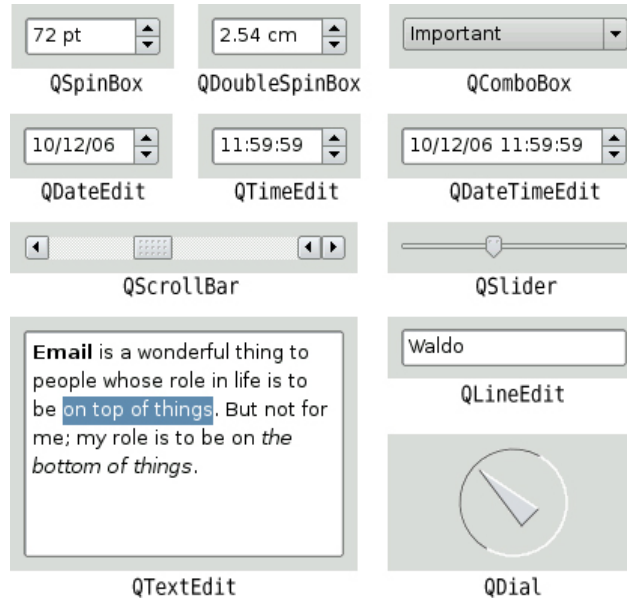 72 pt
2.54 cm
Important
QSpinBox
QDoubleSpinBox
QComboBox
10/12/06
11:59:59
10/12/06 11:59:59
QDateEdit
QTimeEdit
QDateTimeEdit
QScrollBar
QSlider
Email is a wonderful thing to
people whose role in life is to
be on top of things. But not for
me; my role is to be on the
bottom of things.
Waldo
QLineEdit
QTextEdit
QDial